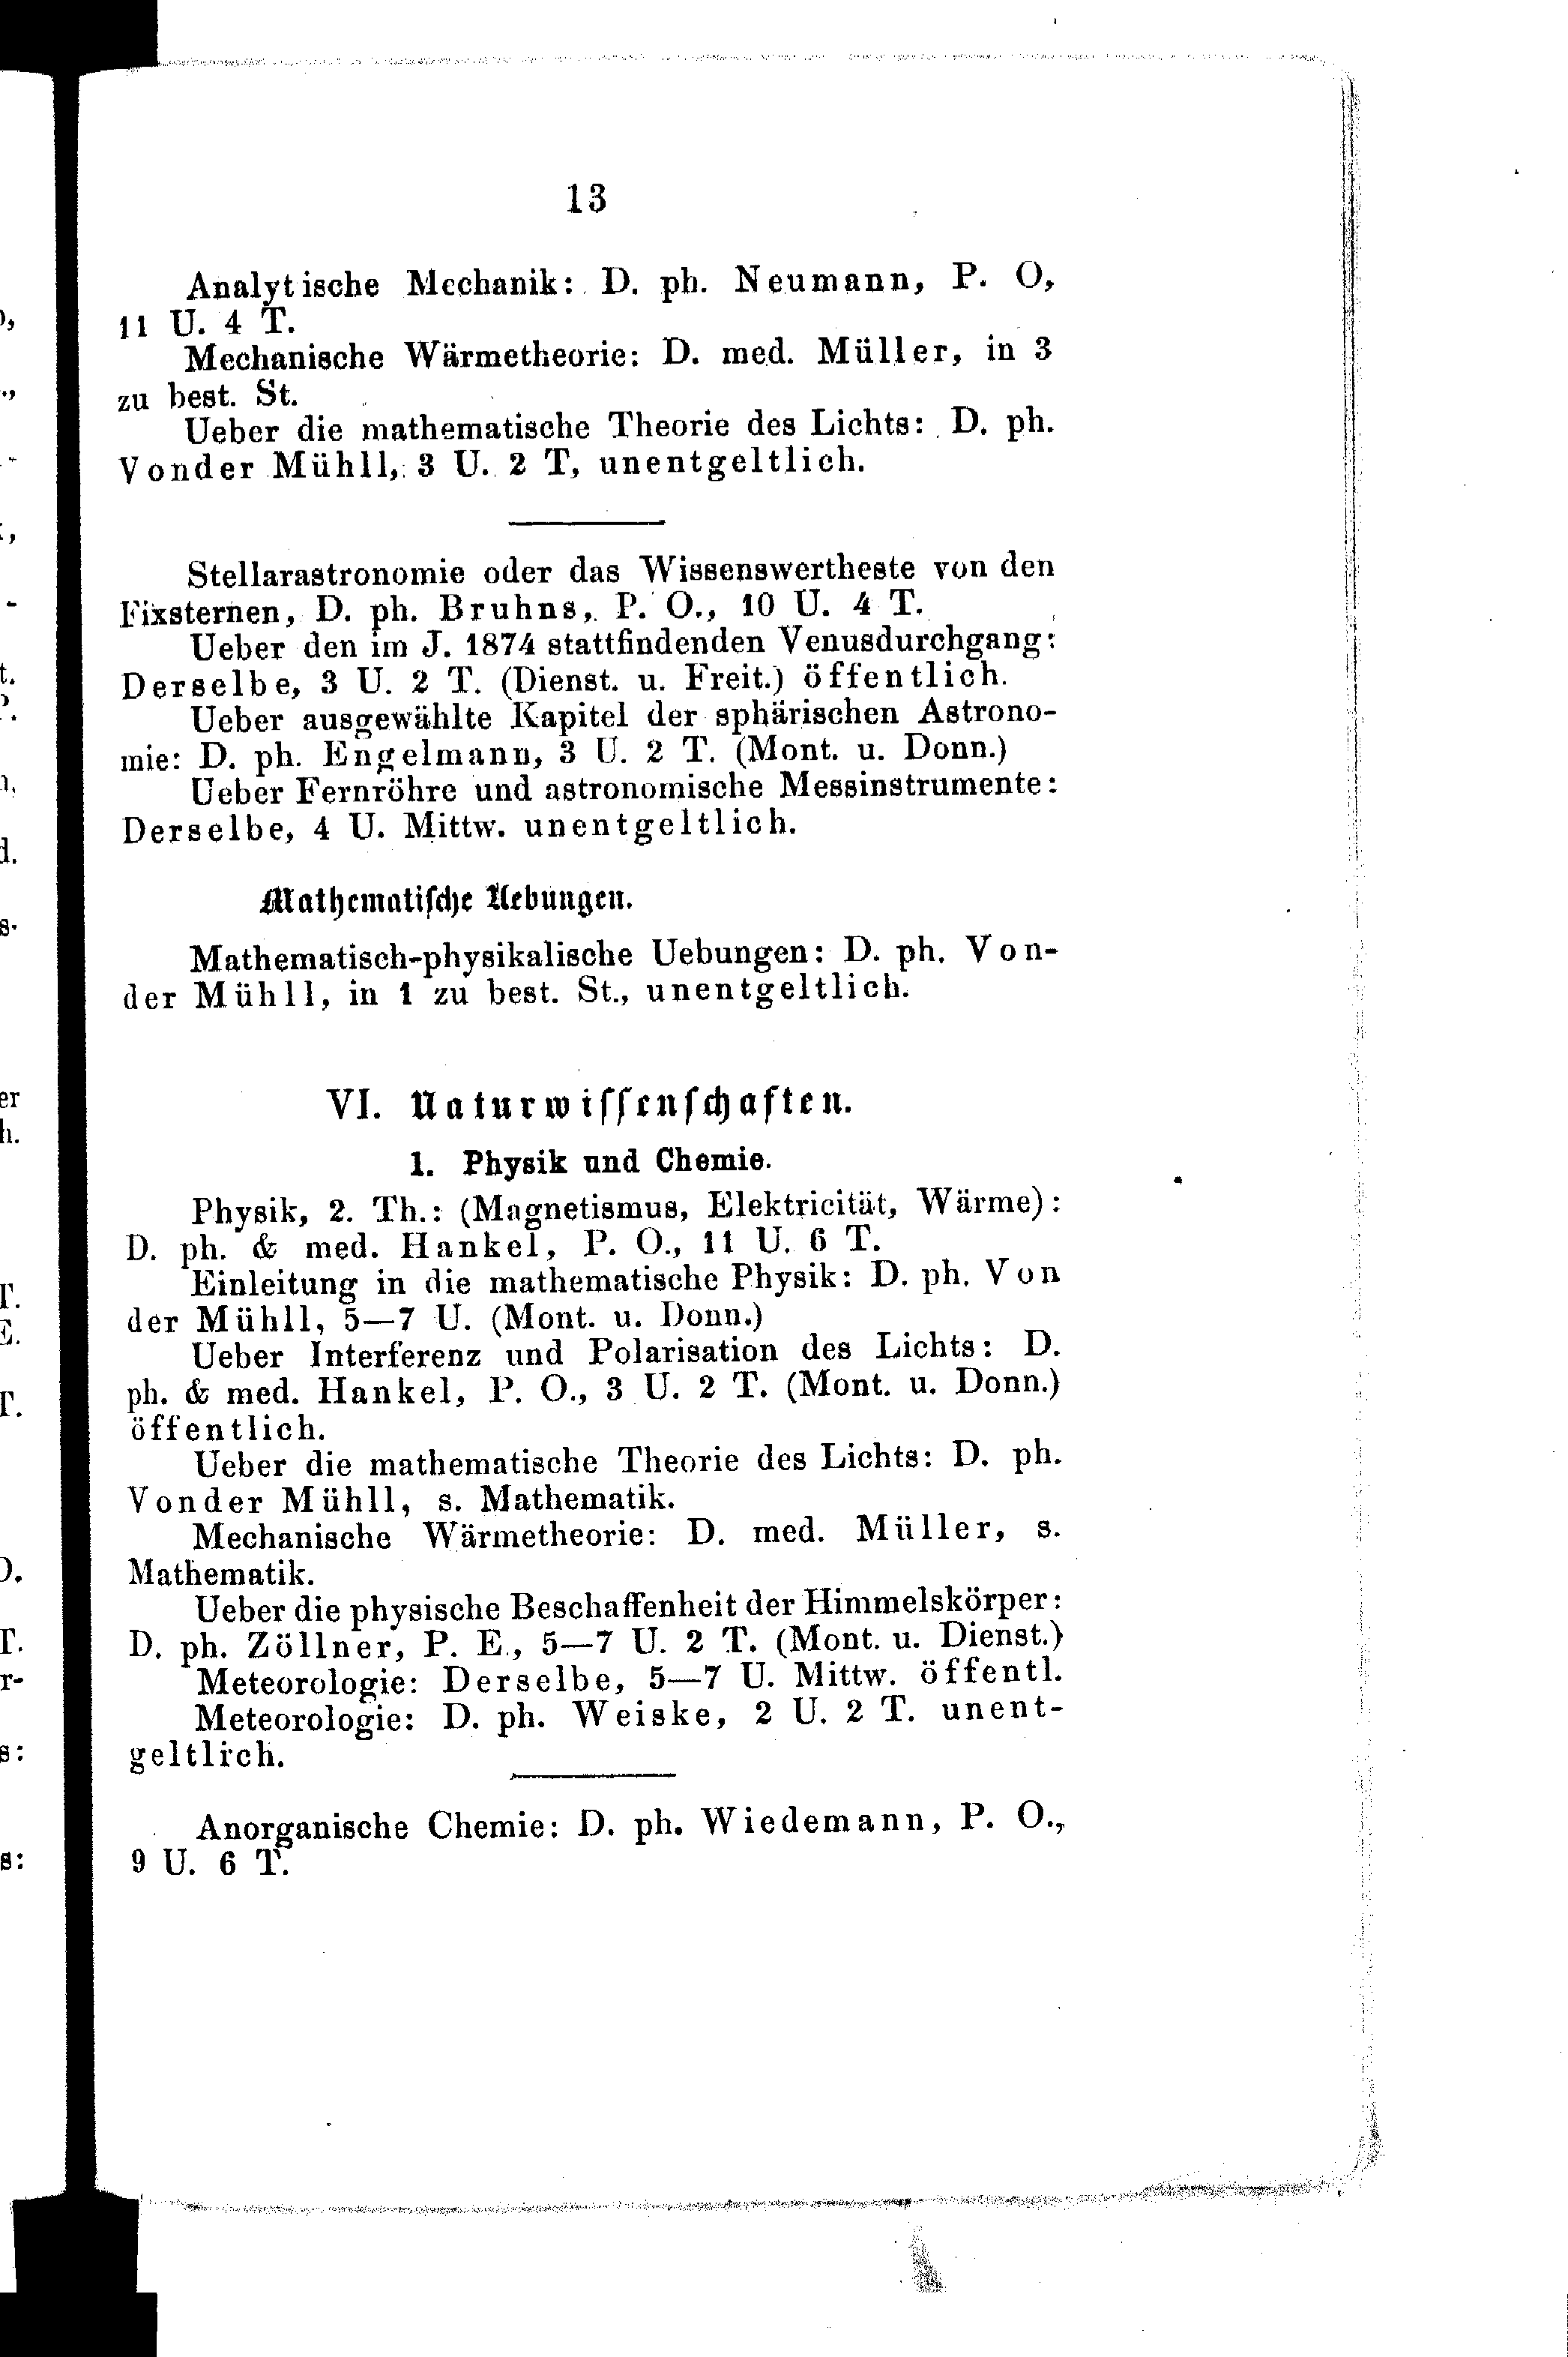 13
Analytische Mechanik: D. ph. Neumann, P. O,
11 U. 4 T.
Mechanische Wärmetheorie: D. med. Müller, in 3
zu best. St.
Ueber die mathematische Theorie des Lichts: D. ph.
Vonder Mühll, 3 U. 2 T, unentgeltlich.
Stellarastronomie oder das Wissenswertheste von den
Fixsternen, D. ph. Bruhns, P. O., 10 U. 4 T.
Ueber den im J. 1874 stattfindenden Venusdurchgang:
Derselbe, 3 U. 2 T. (Dienst. u. Freit.) öffentlich.
Ueber ausgewählte Kapitel der sphärischen Astrono-
mie: D. ph. Engelmann, 3 U. 2 T. (Mont. u. Donn.)
Ueber Fernröhre und astronomische Messinstrumente:
Derselbe, 4 U. Mittw. unentgeltlich.
Mathematiſche Uebungen.
Mathematisch-physikalische Uebungen: D. ph. Von-
der Mühll, in 1 zu best. St., unentgeltlich.
VI. Naturwiſſenſchaften.
1. Physik und Chemie.
Physik, 2. Th.: (Magnetismus, Elektricität, Wärme):
D. ph. & med. Hankel, P. O., 11 U. 6 T.
Einleitung in die mathematische Physik: D. ph. Von
der Mühll, 5—7 U. (Mont. u. Donn.)
Ueber Interferenz und Polarisation des Lichts: D.
ph. & med. Hankel, P. O., 3 U. 2 T. (Mont. u. Donn.)
öffentlich.
Ueber die mathematische Theorie des Lichts: D. ph.
Vonder Mühll, s. Mathematik.
Mechanische Wärmetheorie: D. med. Müller, s.
Mathematik.
Ueber die physische Beschaffenheit der Himmelskörper:
D. ph. Zöllner, P. E., 5—7 U. 2 T. (Mont. u. Dienst.)
Meteorologie: Derselbe, 5—7 U. Mittw. öffentl.
Meteorologie: D. ph. Weiske, 2 U. 2 T. unent-
geltlich.
Anorganische Chemie: D. ph. Wiedemann, P. O.,
9 U. 6 T.